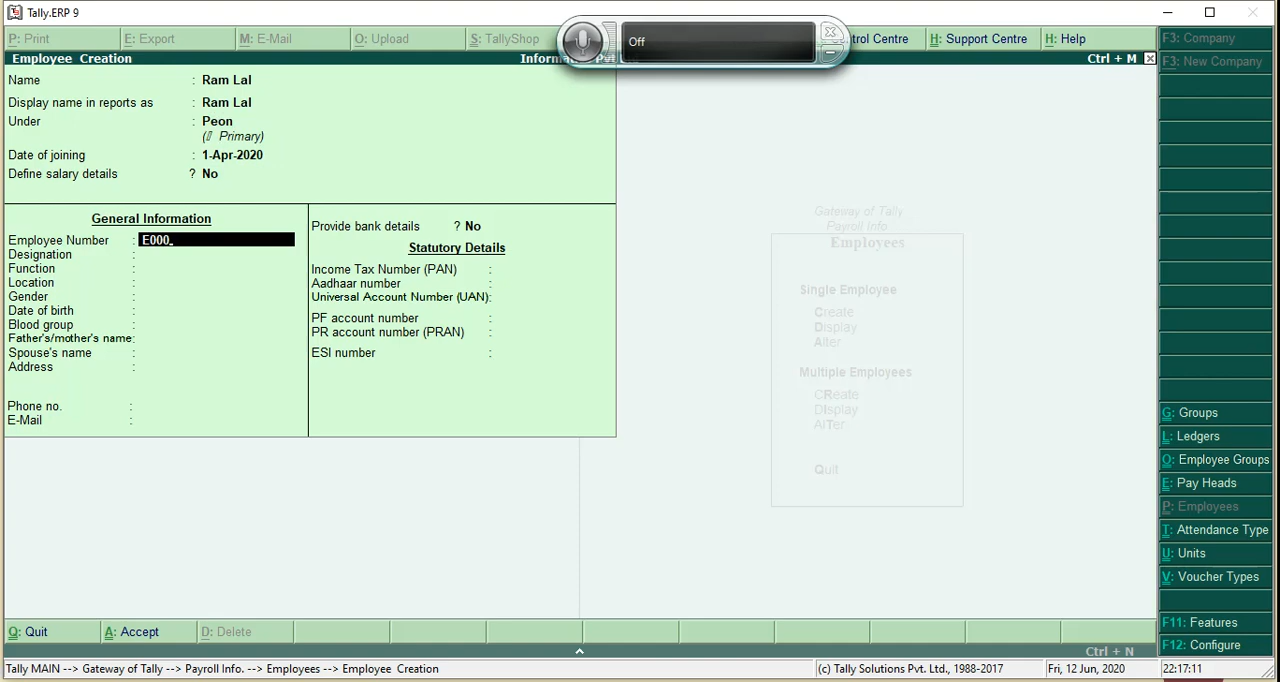 Tally.ERP 9
P: Print E: Export M: E-Mail O: Upload S: TallyShop Control Centre H: Support Centre H: Help F3: Company
Off
Employee Creation Ctrl + M F3: New Company
Name : Ram Lal
Display name in reports as : Ram Lal
Under : Peon
Primary)
Date of joining : 1-Apr-2020
Define salary details ? No
General Information
Employee Number : E000_
Designation :
Function :
Location :
Gender :
Date of birth :
Blood group :
Father's/mother's name:
Spouse's name :
Address :
Phone no. :
E-Mail :
Provide bank details ? No
Statutory Details
Income Tax Number (PAN) :
Aadhaar number :
Universal Account Number (UAN):
PF account number :
PR account number (PRAN) :
ESI number :
Gateway of Tally
Payroll Info
Employees
Single Employee
Create
Display
Alter
Multiple Employees
CReate
DIsplay
AlTer
Quit
G: Groups
L: Ledgers
O: Employee Groups
E: Pay Heads
P: Employees
T: Attendance Type
U: Units
V: Voucher Types
F11: Features
F12: Configure
Q: Quit A: Accept D: Delete
Ctrl + N
Tally MAIN --> Gateway of Tally --> Payroll Info. --> Employees --> Employee Creation (c) Tally Solutions Pvt. Ltd., 1988-2017 Fri, 12 Jun, 2020 22:17:11